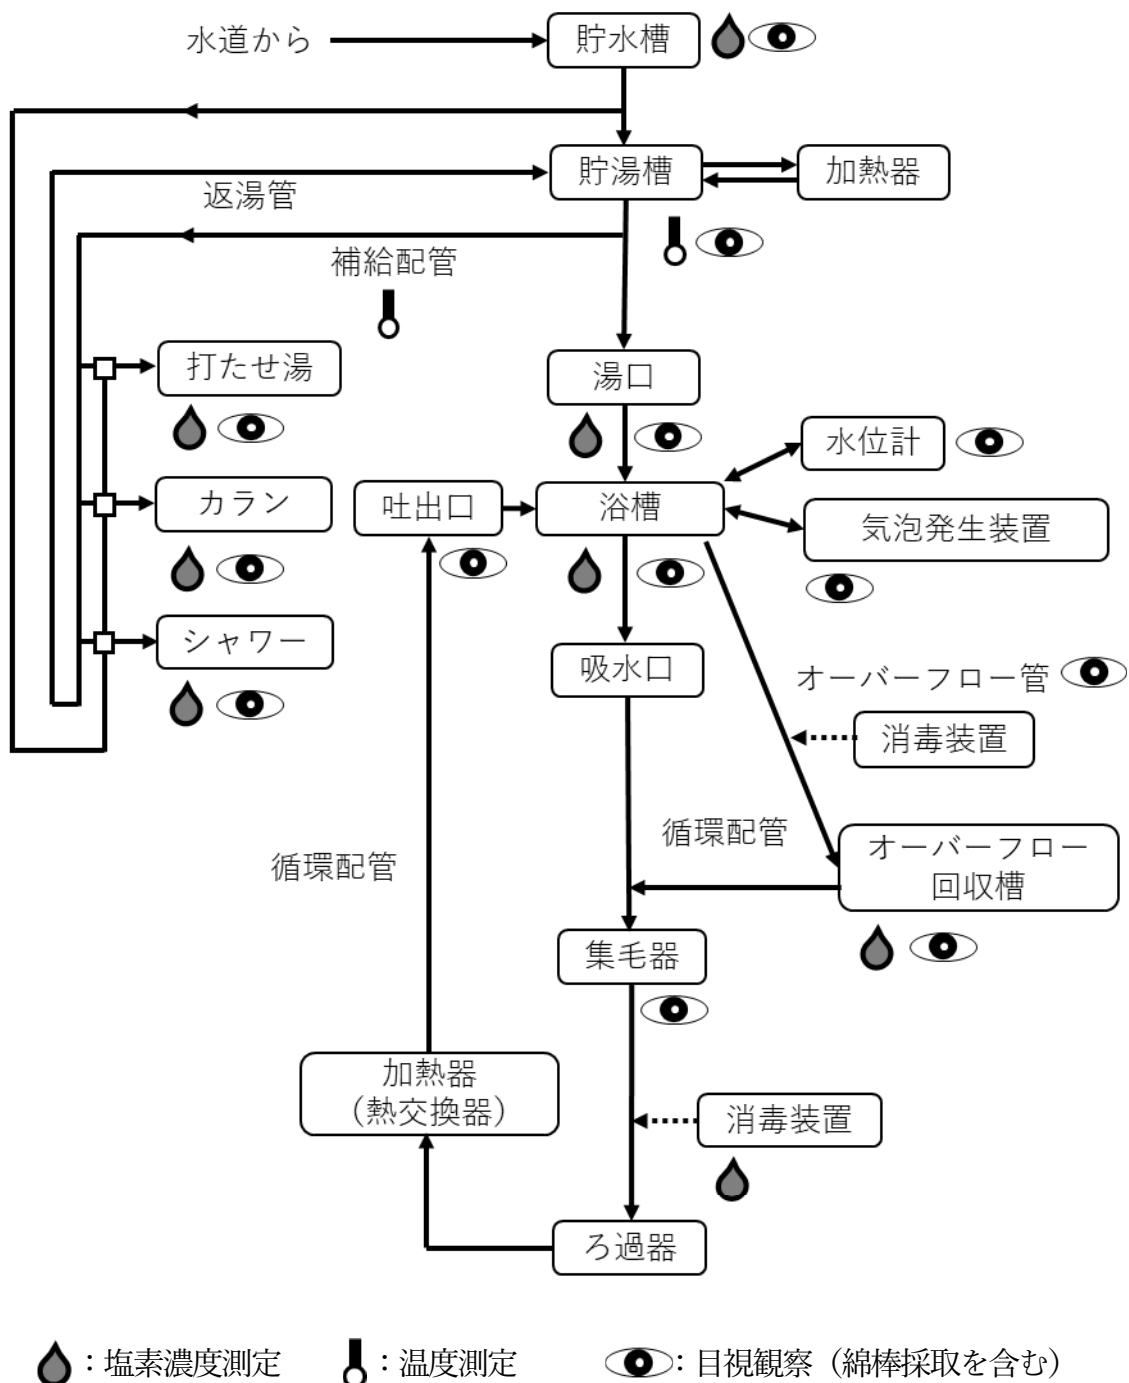 水道から
貯水槽
貯湯槽
加熱器
返湯管
補給配管
打たせ湯
湯口
水位計
カラン
吐出口
浴槽
気泡発生装置
シャワー
吸水口
オーバーフロー管
消毒装置
循環配管
循環配管
オーバーフロー
回収槽
集毛器
加熱器
（熱交換器）
消毒装置
ろ過器
：塩素濃度測定
：温度測定
：目視観察（綿棒採取を含む）